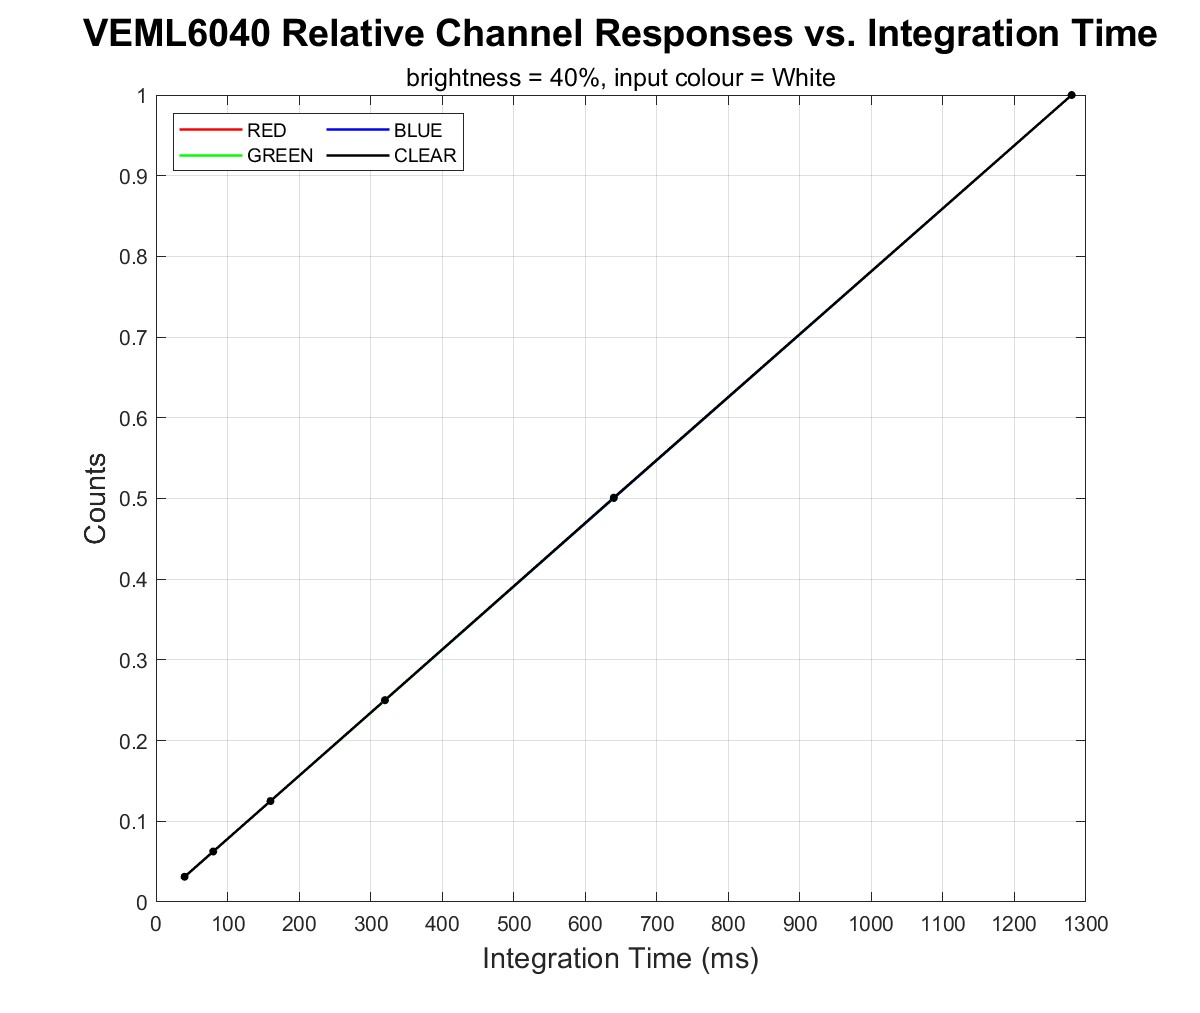 VEML6040 Relative Channel Responses vs. Integration Time
brightness = 40%, input colour = White
RED BLUE
GREEN CLEAR
1
0.9
0.8
0.7
0.6
0.5
0.4
0.3
0.2
0.1
0
Counts
0 100 200 300 400 500 600 700 800 900 1000 1100 1200 1300
Integration Time (ms)